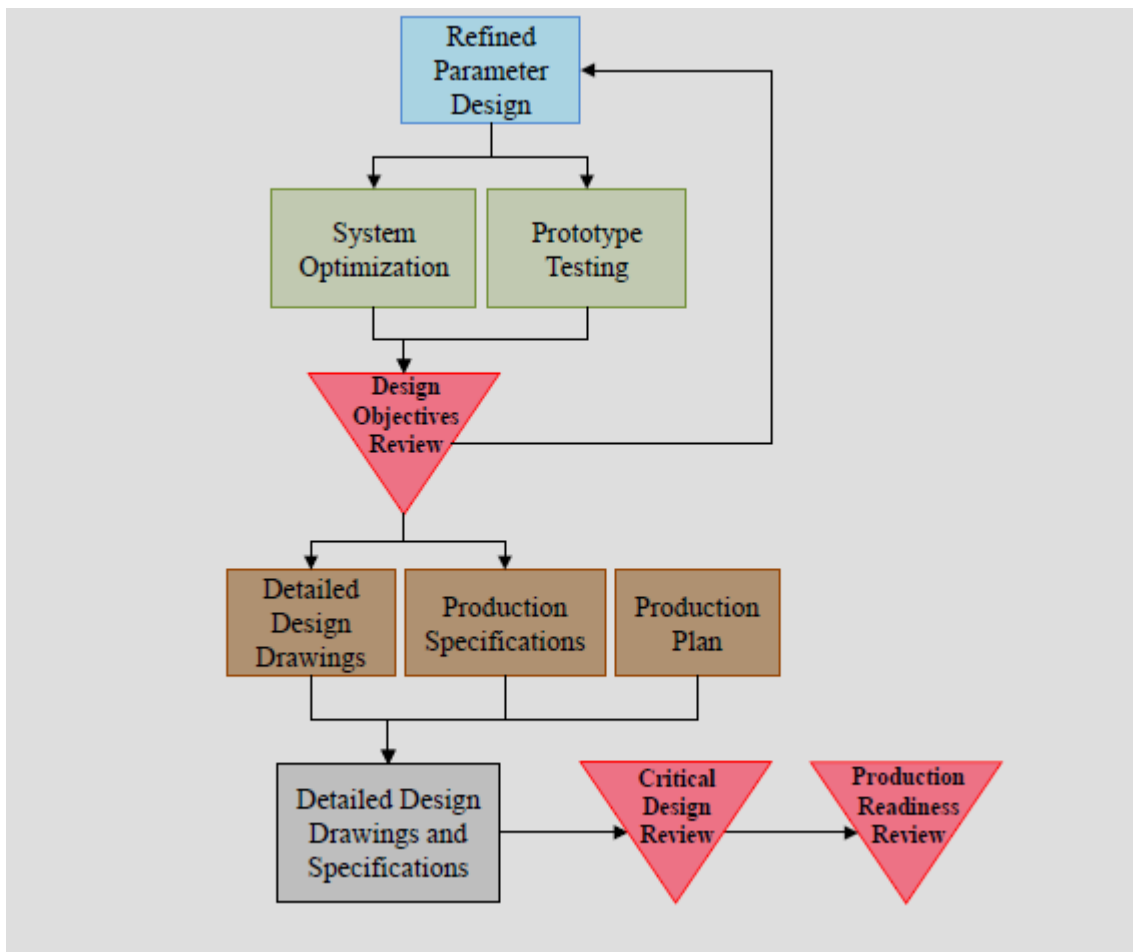 Refined
Parameter
Design
System
Optimization
Prototype
Testing
Design
Objectives
Review
Detailed
Design
Drawings
Production
Specifications
Production
Plan
Detailed Design
Drawings and
Specifications
Critical
Design
Review
Production
Readiness
Review